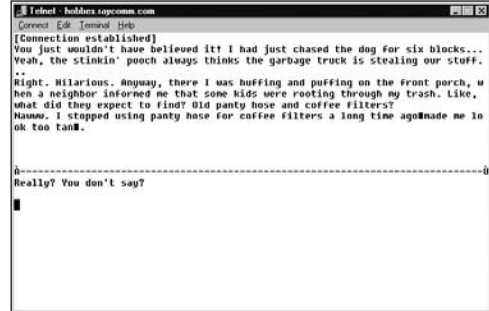 Telnet - hobbes.saycomm.com
Connect Edit Terminal Help
[Connection established]
You just wouldn't have believed it! I had just chased the dog for six blocks...
Yeah, the stinkin' pooch always thinks the garbage truck is stealing our stuff.
..
Right. Hilarious. Anyway, there I was huffing and puffing on the front porch, w
hen a neighbor informed me that some kids were rooting through my trash. Like,
what did they expect to find? Old panty hose and coffee filters?
Nawww. I stopped using panty hose for coffee filters a long time ago■made me lo
ok too tan■.
À------------------------------------------------------------------------------Ù
Really? You don't say?